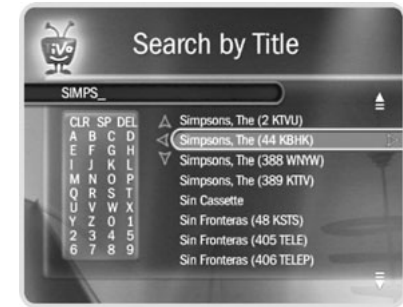 TiVo
Search by Title
SIMPS_
CLR SP DEL
A B C D
E F G H
I J K L
M N O P
Q R S T
U V W X
Y Z 0 1
2 3 4 5
6 7 8 9
Simpsons, The (2 KTVU)
Simpsons, The (44 KBHK)
Simpsons, The (388 WNYW)
Simpsons, The (389 KTTV)
Sin Cassette
Sin Fronteras (48 KSTS)
Sin Fronteras (405 TELE)
Sin Fronteras (406 TELEP)